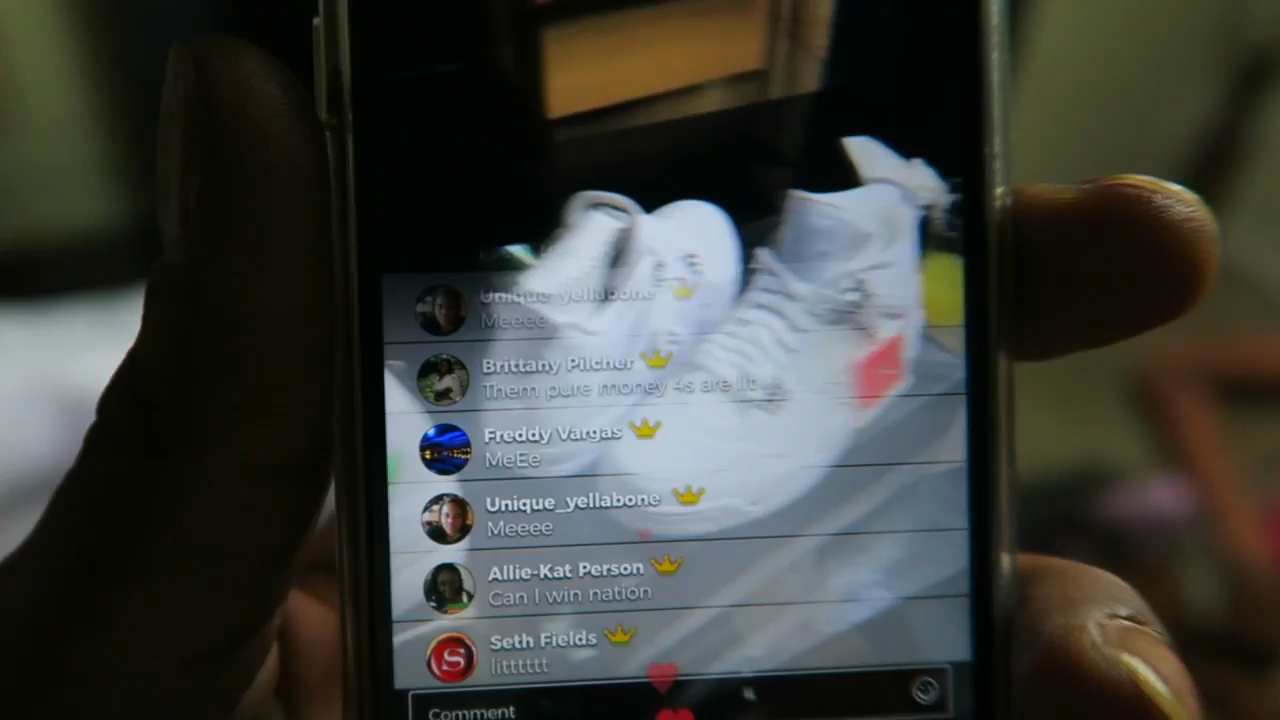 Unique_yellabone
Meeee
Brittany Pilcher
Them pure money 4s are lit
Freddy Vargas
MeEe
Unique_yellabone
Meeee
Allie-Kat Person
Can I win nation
Seth Fields
S
litttttt
Comment